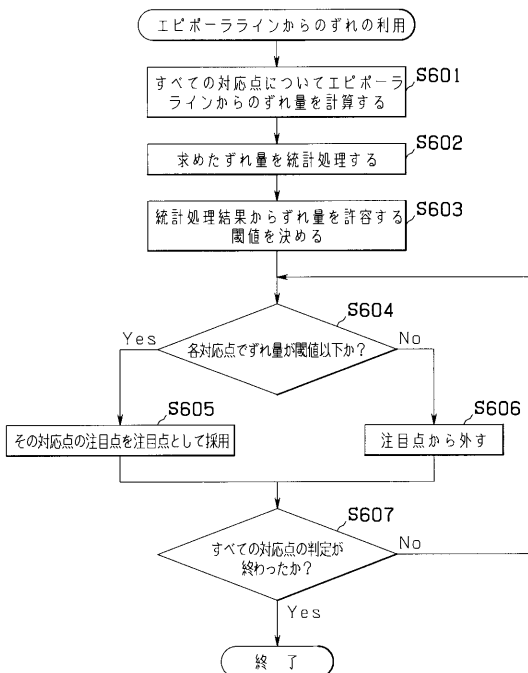 エピポーララインからのずれの利用
S601
すべての対応点についてエピポーラ
ラインからのずれ量を計算する
S602
求めたずれ量を統計処理する
S603
統計処理結果からずれ量を許容する
閾値を決める
S604
各対応点でずれ量が閾値以下か?
Yes
No
S605
その対応点の注目点を注目点として採用
S606
注目点から外す
S607
すべての対応点の判定が
終わったか?
No
Yes
終了